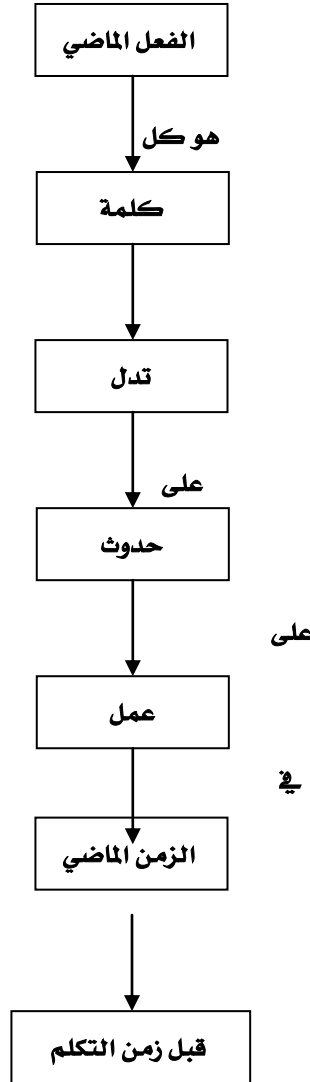 الفعل الماضي
هو كل
كلمة
تدل
على
حدوث
على
عمل
في
الزمن الماضي
قبل زمن التكلم